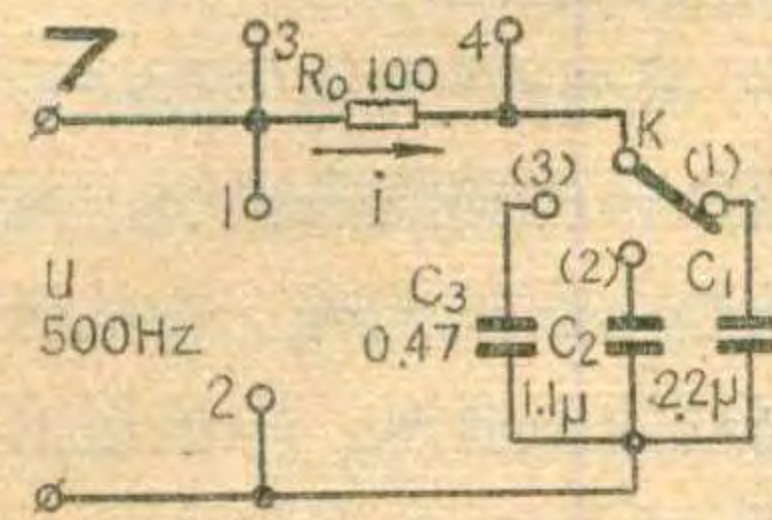 7
3
4
R₀ 100
K
i
(3)
(1)
1
(2)
U
500Hz
C₃
0.47
C₂
C₁
1.1μ
2.2μ
2